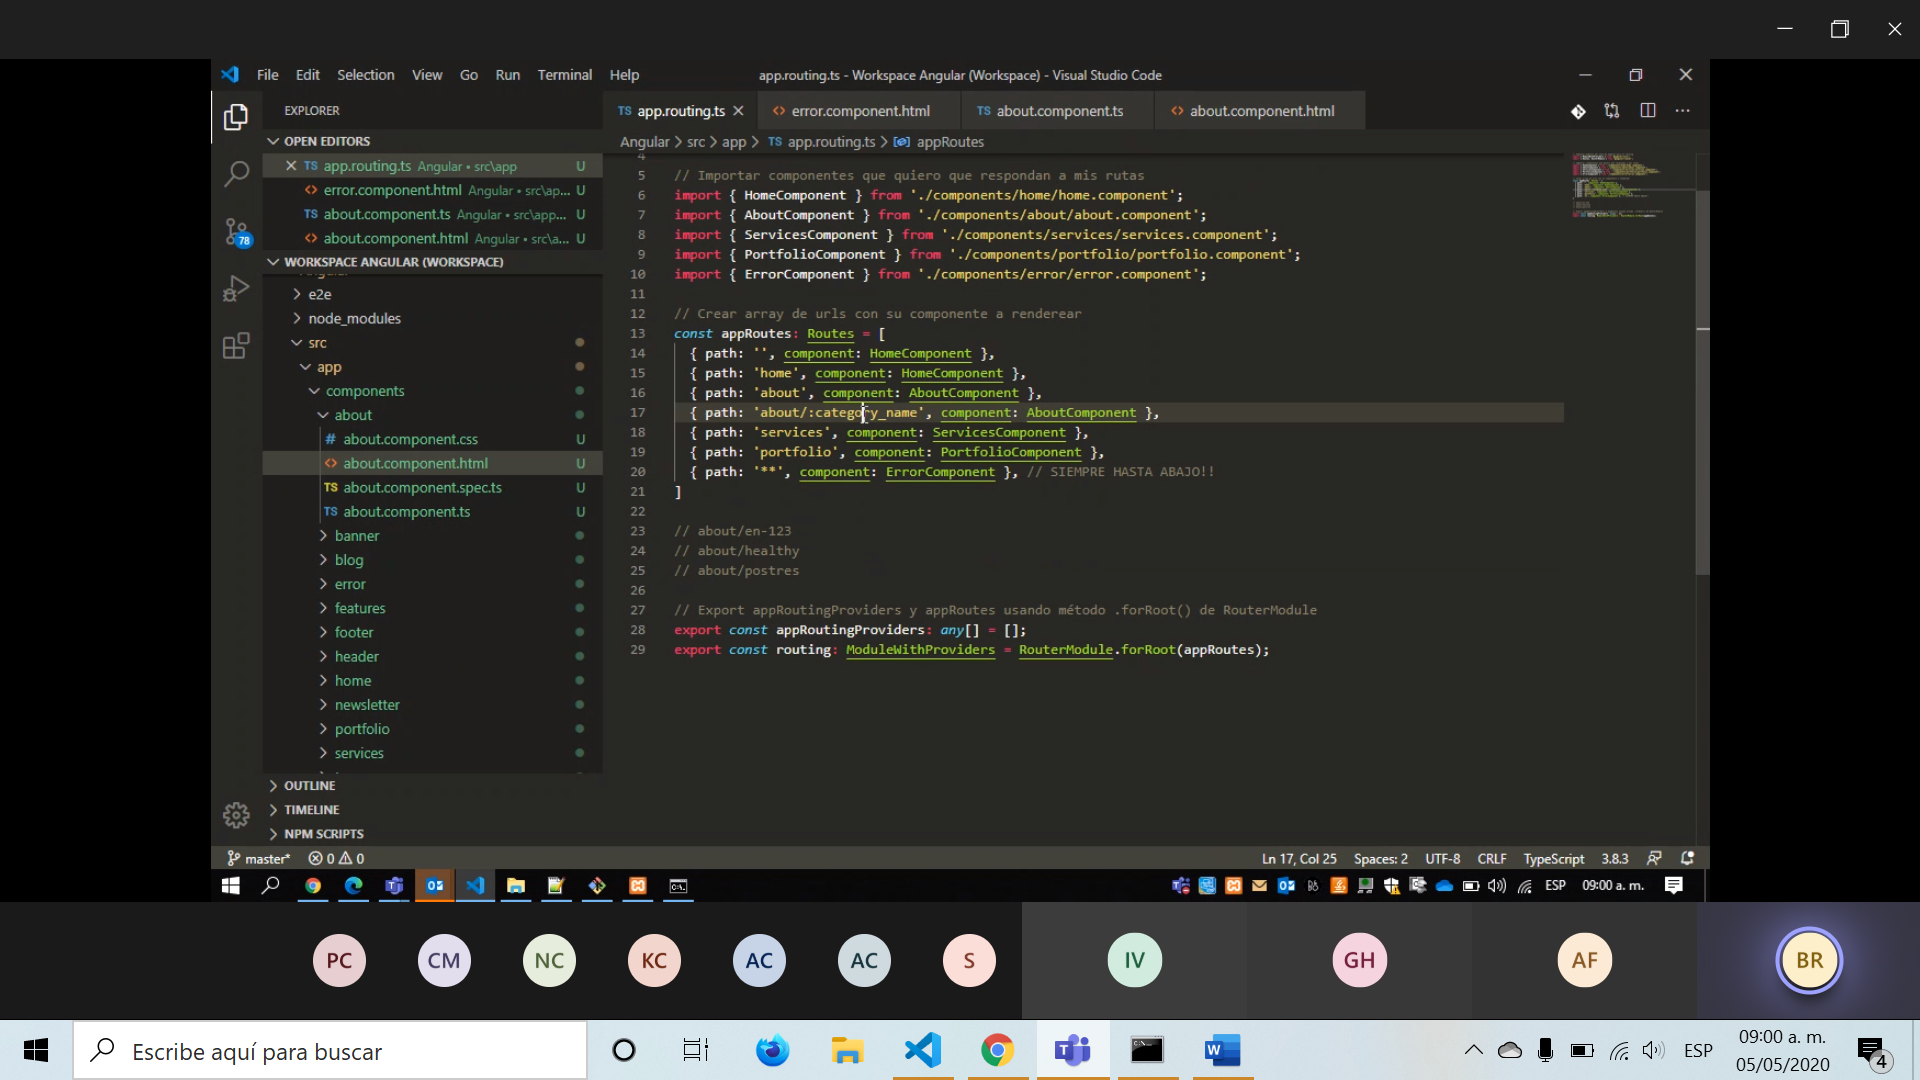 File Edit Selection View Go Run Terminal Help
app.routing.ts - Workspace Angular (Workspace) - Visual Studio Code
EXPLORER
OPEN EDITORS
app.routing.ts Angular • src\app U
error.component.html Angular • src\ap... U
about.component.ts Angular • src\app... U
about.component.html Angular • src\a... U
WORKSPACE ANGULAR (WORKSPACE)
e2e
node_modules
src
app
components
about
about.component.css U
about.component.html U
about.component.spec.ts U
about.component.ts U
banner
blog
error
features
footer
header
home
newsletter
portfolio
services
OUTLINE
TIMELINE
NPM SCRIPTS
78
TS app.routing.ts
error.component.html
TS about.component.ts
about.component.html
Angular > src > app > TS app.routing.ts > appRoutes
4
5 // Importar componentes que quiero que respondan a mis rutas
6 import { HomeComponent } from './components/home/home.component';
7 import { AboutComponent } from './components/about/about.component';
8 import { ServicesComponent } from './components/services/services.component';
9 import { PortfolioComponent } from './components/portfolio/portfolio.component';
10 import { ErrorComponent } from './components/error/error.component';
11
12 // Crear array de urls con su componente a renderear
13 const appRoutes: Routes = [
14 { path: '', component: HomeComponent },
15 { path: 'home', component: HomeComponent },
16 { path: 'about', component: AboutComponent },
17 { path: 'about/:category_name', component: AboutComponent },
18 { path: 'services', component: ServicesComponent },
19 { path: 'portfolio', component: PortfolioComponent },
20 { path: '**', component: ErrorComponent }, // SIEMPRE HASTA ABAJO!!
21 ]
22
23 // about/en-123
24 // about/healthy
25 // about/postres
26
27 // Export appRoutingProviders y appRoutes usando método .forRoot() de RouterModule
28 export const appRoutingProviders: any[] = [];
29 export const routing: ModuleWithProviders = RouterModule.forRoot(appRoutes);
master* 0 0
Ln 17, Col 25 Spaces: 2 UTF-8 CRLF TypeScript 3.8.3
ESP 09:00 a. m.
PC CM NC KC AC AC S IV GH AF BR
Escribe aquí para buscar
ESP
09:00 a. m.
05/05/2020
4